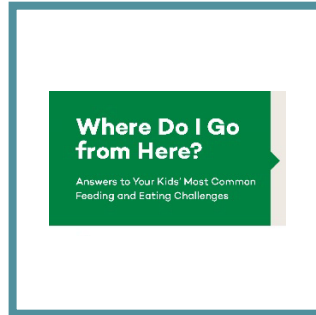 Where Do I Go
from Here?
Answers to Your Kids' Most Common
Feeding and Eating Challenges